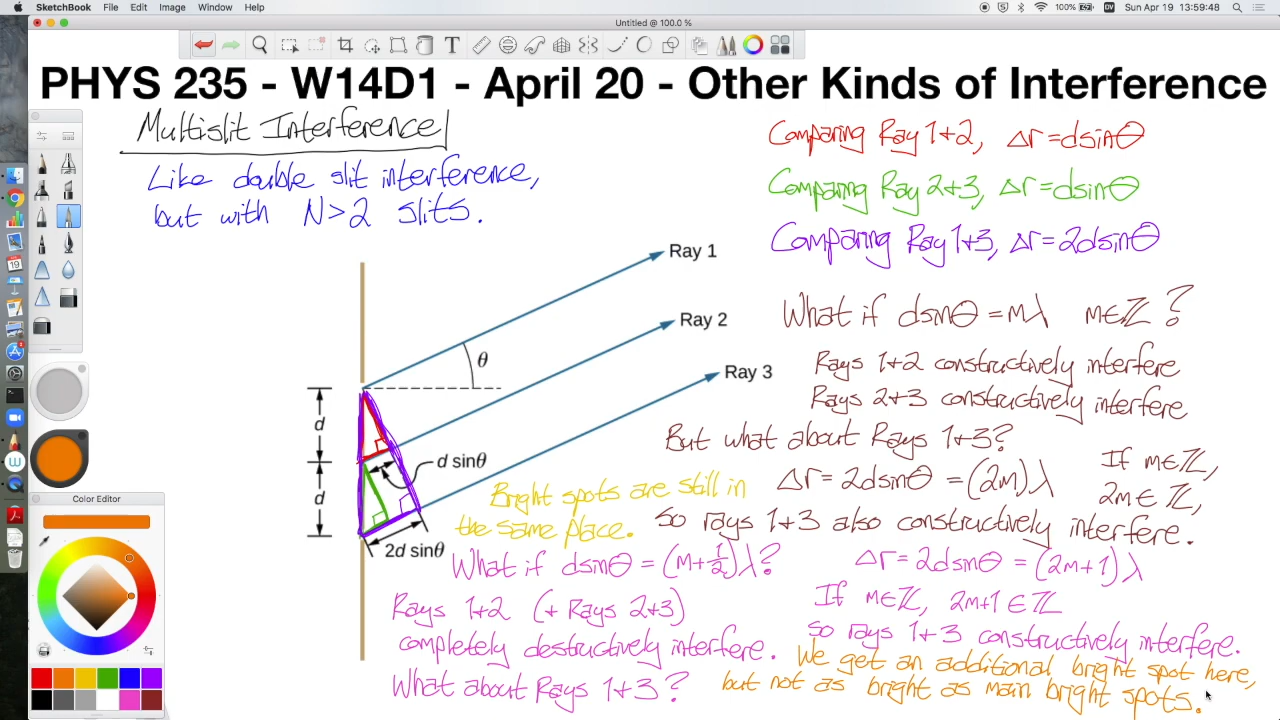 SketchBook File Edit Image Window Help
100% Sun Apr 19 13:59:48
Untitled @ 100.0 %
PHYS 235 - W14D1 - April 20 - Other Kinds of Interference
Multislit Interference
Like double slit interference,
but with N>2 slits.
Comparing Ray 1+2, Δr=dsinθ
Comparing Ray 2+3, Δr=dsinθ
Comparing Ray 1+3, Δr=2dsinθ
Ray 1
Ray 2
Ray 3
θ
d
d
d sinθ
2d sinθ
What if dsinθ=mλ m∈ℤ?
Rays 1+2 constructively interfere
Rays 2+3 constructively interfere
But what about Rays 1+3?
Δr=2dsinθ=(2m)λ
If m∈ℤ,
2m∈ℤ,
so rays 1+3 also constructively interfere.
Bright spots are still in
the same place.
What if dsinθ=(m+1/2)λ?
Rays 1+2 (+ Rays 2+3)
completely destructively interfere.
What about Rays 1+3?
Δr=2dsinθ=(2m+1)λ
If m∈ℤ, 2m+1∈ℤ
so rays 1+3 constructively interfere.
We get an additional bright spot here,
but not as bright as main bright spots.
Color Editor